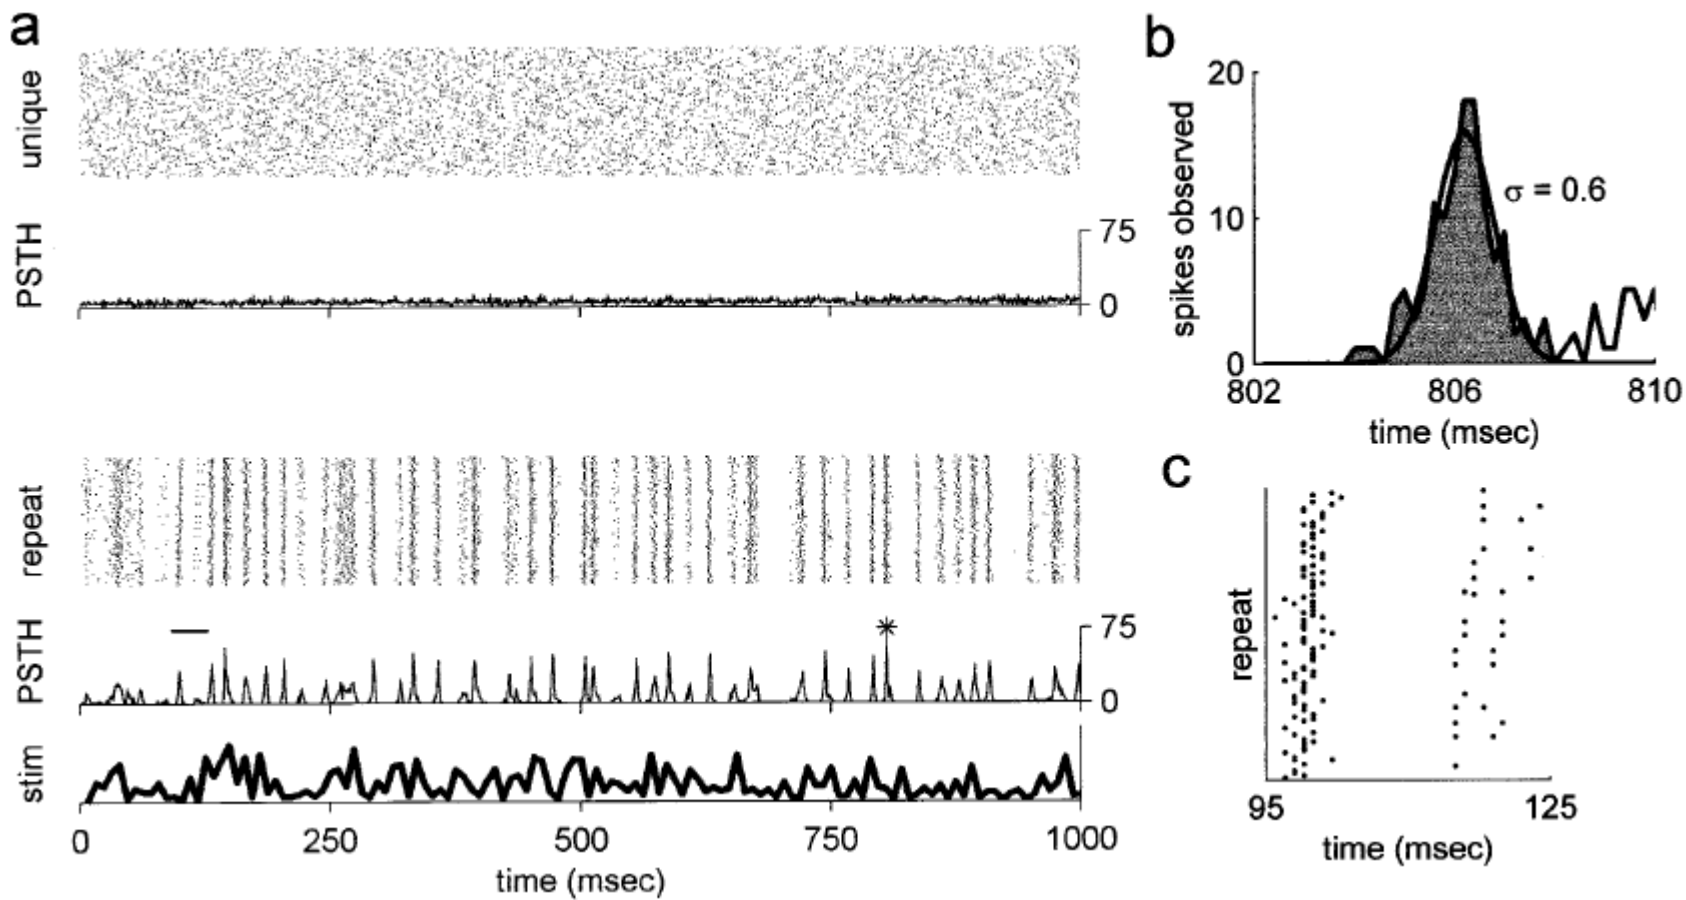 a
unique
PSTH
75
0
repeat
PSTH
*
75
0
stim
0 250 500 750 1000
time (msec)
b
spikes observed
20
10
0
σ = 0.6
802 806 810
time (msec)
c
repeat
95 125
time (msec)